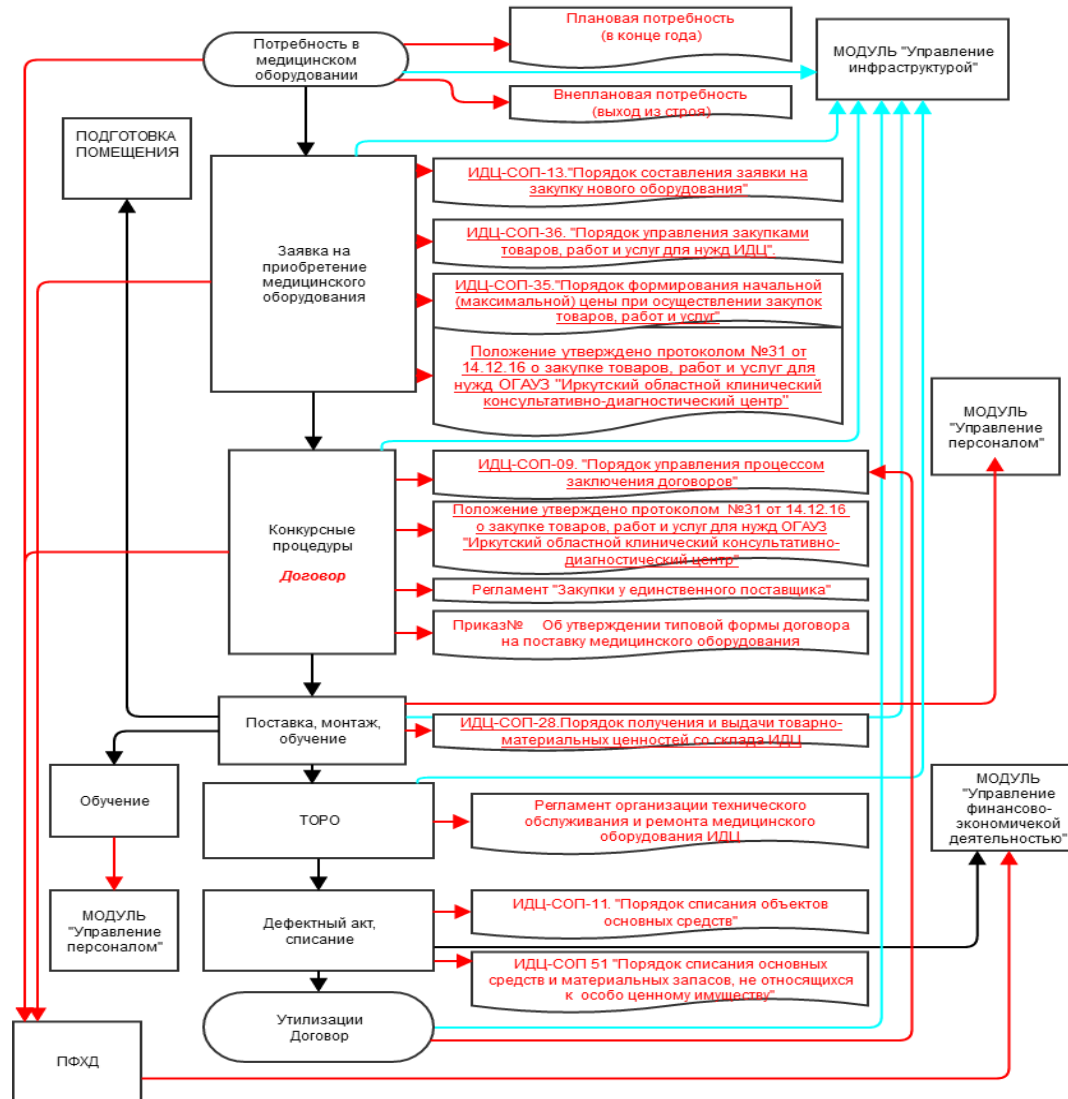 Потребность в
медицинском
оборудовании
Плановая потребность
(в конце года)
Внеплановая потребность
(выход из строя)
МОДУЛЬ "Управление
инфраструктурой"
ПОДГОТОВКА
ПОМЕЩЕНИЯ
Заявка на
приобретение
медицинского
оборудования
ИДЦ-СОП-13."Порядок составления заявки на
закупку нового оборудования"
ИДЦ-СОП-36. "Порядок управления закупками
товаров, работ и услуг для нужд ИДЦ".
ИДЦ-СОП-35."Порядок формирования начальной
(максимальной) цены при осуществлении закупок
товаров, работ и услуг"
Положение утверждено протоколом №31 от
14.12.16 о закупке товаров, работ и услуг для
нужд ОГАУЗ "Иркутский областной клинический
консультативно-диагностический центр"
МОДУЛЬ
"Управление
персоналом"
Конкурсные
процедуры
Договор
ИДЦ-СОП-09. "Порядок управления процессом
заключения договоров"
Положение утверждено протоколом №31 от 14.12.16
о закупке товаров, работ и услуг для нужд ОГАУЗ
"Иркутский областной клинический консультативно-
диагностический центр"
Регламент "Закупки у единственного поставщика"
Приказ№ Об утверждении типовой формы договора
на поставку медицинского оборудования
Поставка, монтаж,
обучение
ИДЦ-СОП-28.Порядок получения и выдачи товарно-
материальных ценностей со склада ИДЦ
Обучение
ТОРО
Регламент организации технического
обслуживания и ремонта медицинского
оборудования ИДЦ
МОДУЛЬ
"Управление
финансово-
экономичекой
деятельностью"
МОДУЛЬ
"Управление
персоналом"
Дефектный акт,
списание
ИДЦ-СОП-11. "Порядок списания объектов
основных средств"
ИДЦ-СОП 51 "Порядок списания основных
средств и материальных запасов, не относящихся
к особо ценному имуществу"
Утилизации
Договор
ПФХД